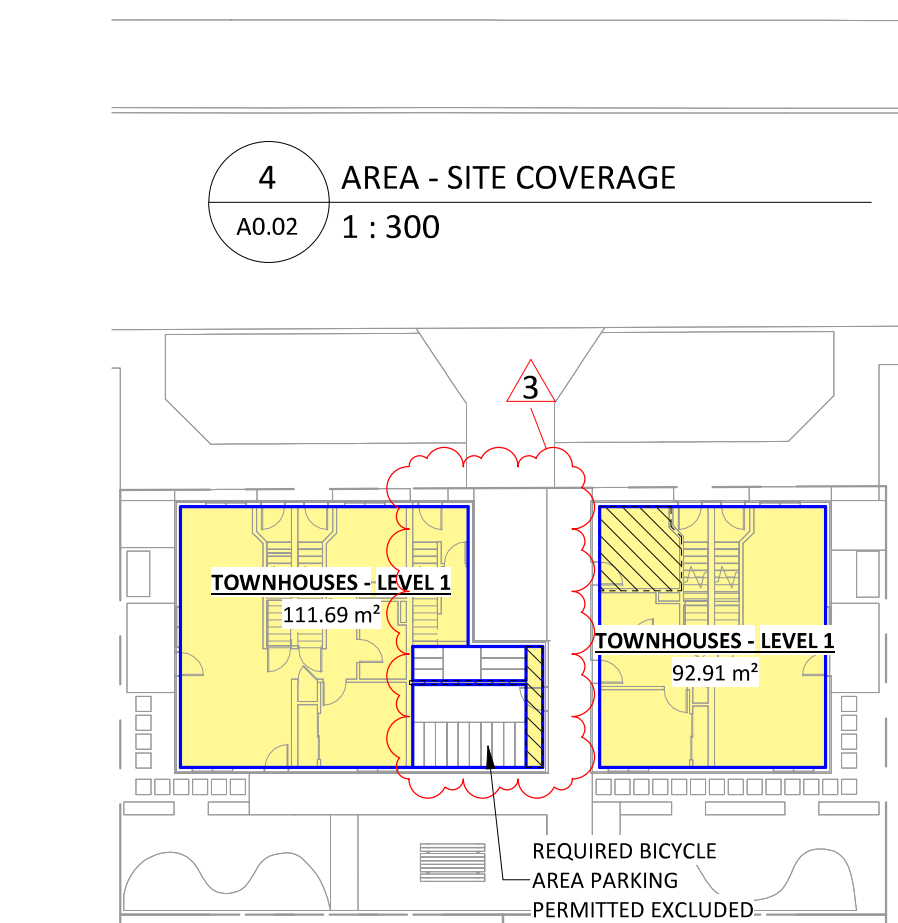 4
AREA - SITE COVERAGE
A0.02
1 : 300
3
TOWNHOUSES - LEVEL 1
111.69 m²
TOWNHOUSES - LEVEL 1
92.91 m²
REQUIRED BICYCLE
AREA PARKING
PERMITTED EXCLUDED